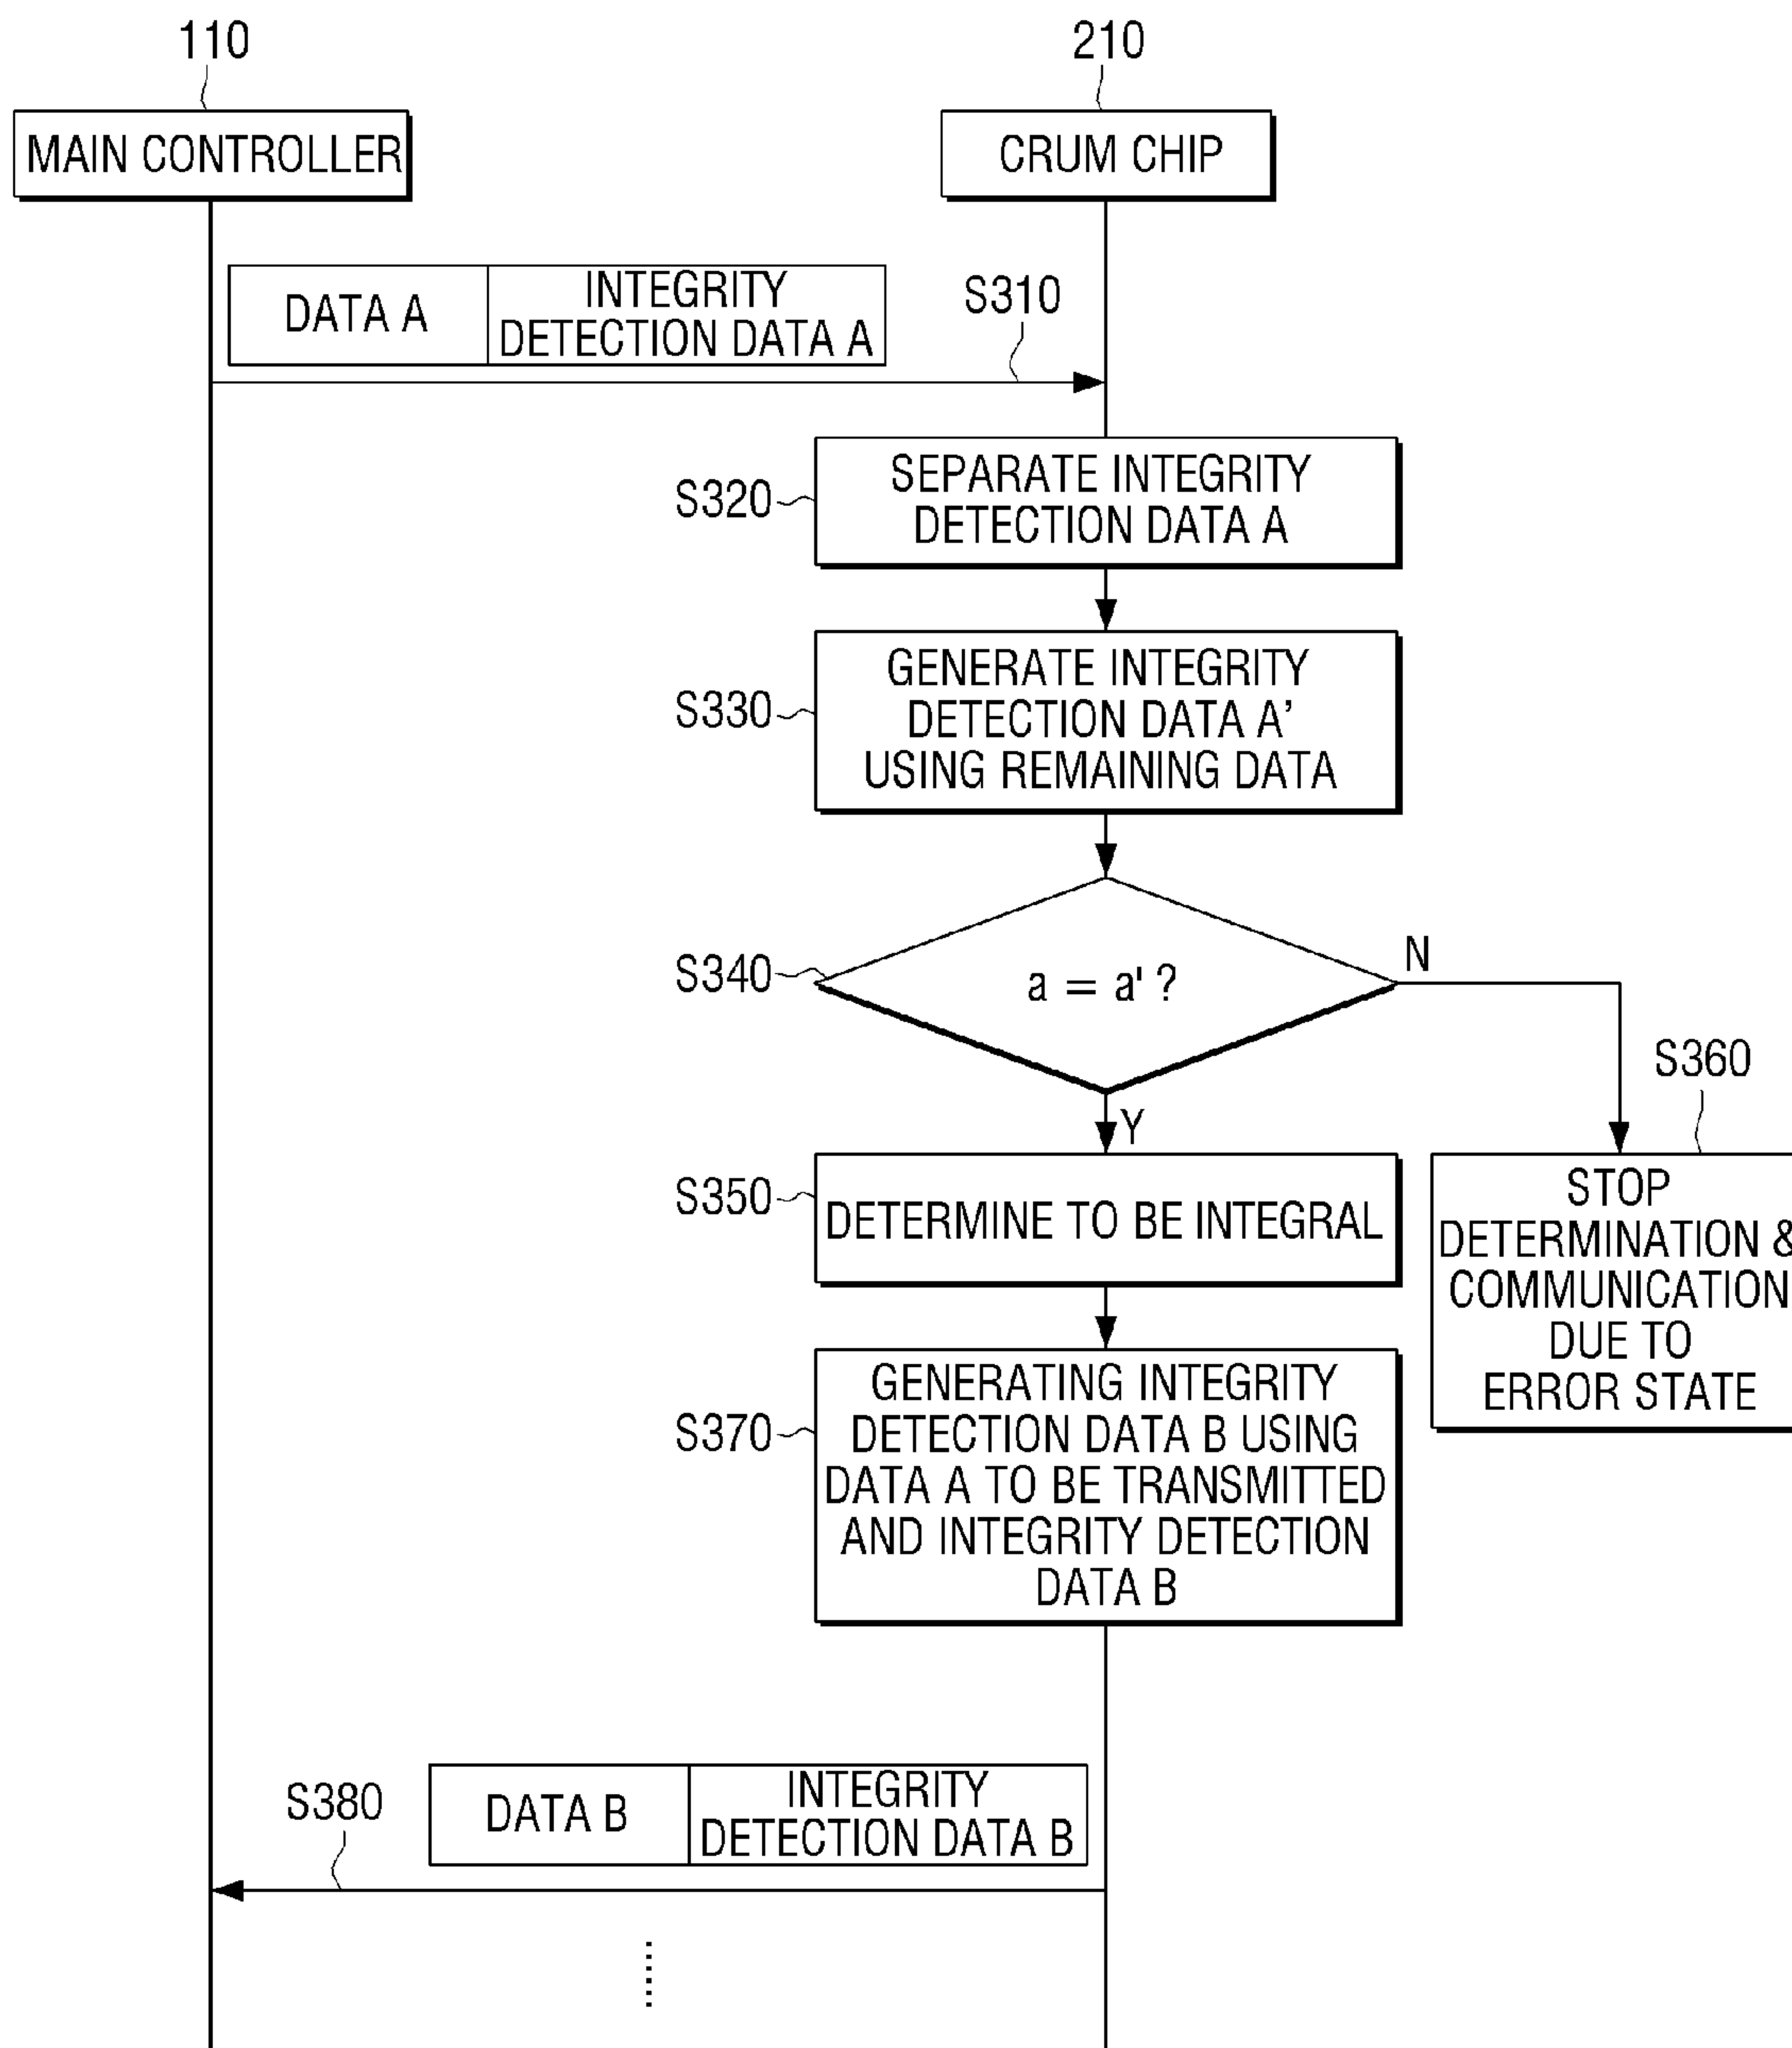 110
210
MAIN CONTROLLER
CRUM CHIP
DATA A
INTEGRITY
DETECTION DATA A
S310
S320
SEPARATE INTEGRITY
DETECTION DATA A
S330
GENERATE INTEGRITY
DETECTION DATA A'
USING REMAINING DATA
S340
a = a' ?
N
Y
S360
S350
DETERMINE TO BE INTEGRAL
STOP
DETERMINATION &
COMMUNICATION
DUE TO
ERROR STATE
S370
GENERATING INTEGRITY
DETECTION DATA B USING
DATA A TO BE TRANSMITTED
AND INTEGRITY DETECTION
DATA B
S380
DATA B
INTEGRITY
DETECTION DATA B